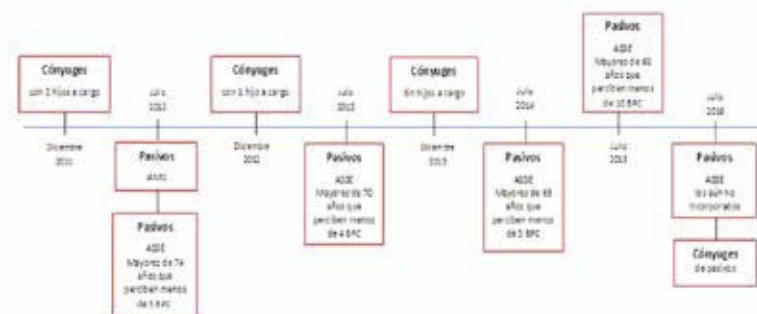 Cónyuges
con 2 hijos a cargo
Diciembre
2011
Julio
2012
Pasivos
Pasivos
ASSE
Mayores de 74
años que
perciben menos
de 3 BPC
Cónyuges
con 1 hijo a cargo
Diciembre
2012
Julio
2013
Pasivos
ASSE
Mayores de 70
años que
perciben menos
de 4 BPC
Cónyuges
sin hijos a cargo
Diciembre
2013
Julio
2014
Pasivos
ASSE
Mayores de
años que
perciben menos
de 5 BPC
Pasivos
ASSE
Mayores de 60
años que
perciben menos
de 10 BPC
Julio
2015
Julio
2016
Pasivos
ASSE
los aún no
incorporados
Cónyuges
de pasivos